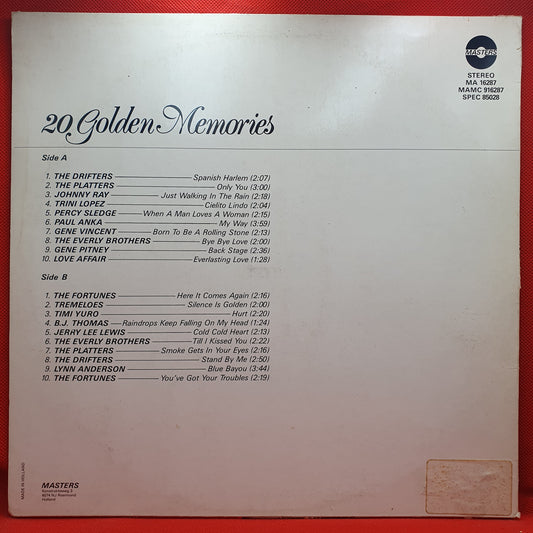 MASTERS
STEREO
MA 16287
MAMC 916287
SPEC 85028
20 Golden Memories
Side A
1. THE DRIFTERS Spanish Harlem (2:07)
2. THE PLATTERS Only You (3:00)
3. JOHNNY RAY Just Walking In The Rain (2:18)
4. TRINI LOPEZ Cielito Lindo (2:04)
5. PERCY SLEDGE When A Man Loves A Woman (2:15)
6. PAUL ANKA My Way (3:59)
7. GENE VINCENT Born To Be A Rolling Stone (2:13)
8. THE EVERLY BROTHERS Bye Bye Love (2:00)
9. GENE PITNEY Back Stage (2:36)
10. LOVE AFFAIR Everlasting Love (1:28)
Side B
1. THE FORTUNES Here It Comes Again (2:16)
2. TREMELOES Silence Is Golden (2:00)
3. TIMI YURO Hurt (2:20)
4. B.J. THOMAS Raindrops Keep Falling On My Head (1:24)
5. JERRY LEE LEWIS Cold Cold Heart (2:13)
6. THE EVERLY BROTHERS Till I Kissed You (2:22)
7. THE PLATTERS Smoke Gets In Your Eyes (2:16)
8. THE DRIFTERS Stand By Me (2:50)
9. LYNN ANDERSON Blue Bayou (3:44)
10. THE FORTUNES You've Got Your Troubles (2:19)
MADE IN HOLLAND
MASTERS
Holland